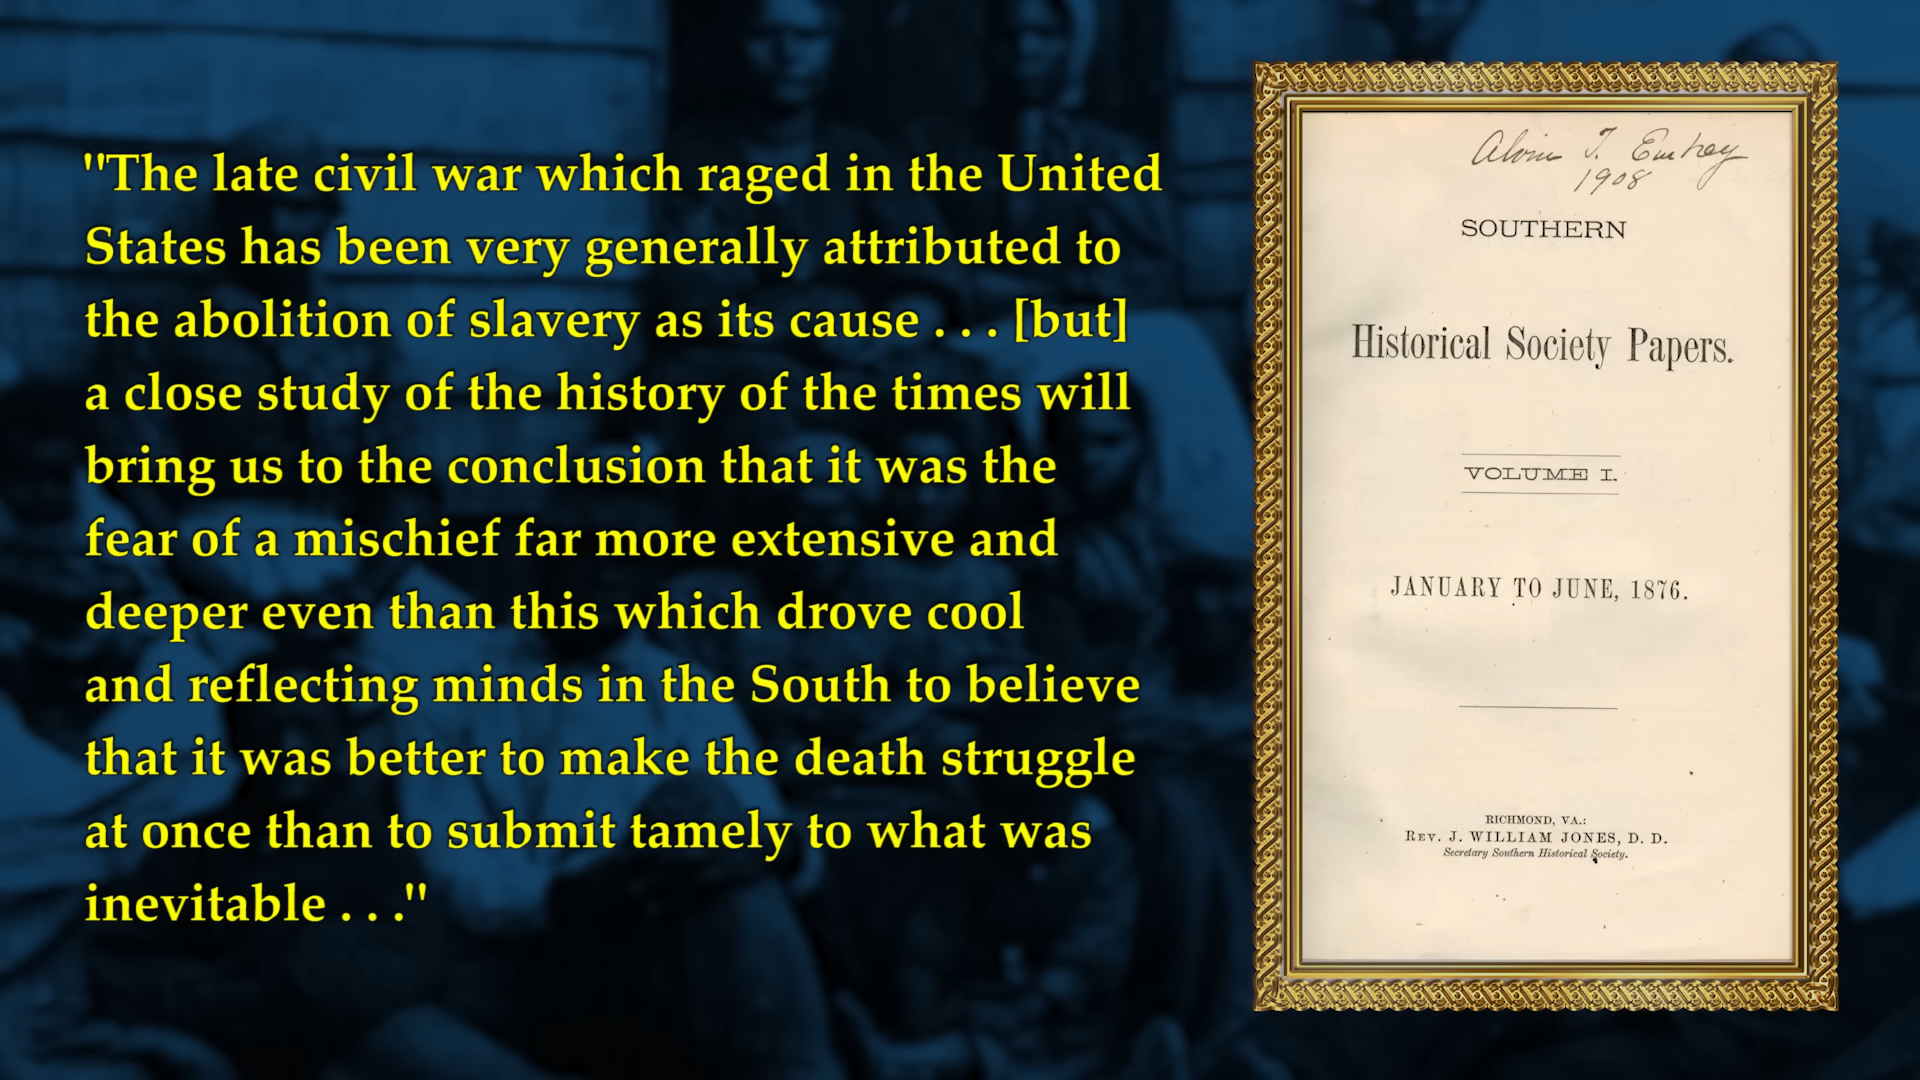 "The late civil war which raged in the United
States has been very generally attributed to
the abolition of slavery as its cause . . . [but]
a close study of the history of the times will
bring us to the conclusion that it was the
fear of a mischief far more extensive and
deeper even than this which drove cool
and reflecting minds in the South to believe
that it was better to make the death struggle
at once than to submit tamely to what was
inevitable . . ."
Alvin T. Embrey
1908
SOUTHERN
Historical Society Papers.
VOLUME I.
JANUARY TO JUNE, 1876.
RICHMOND, VA.:
REV. J. WILLIAM JONES, D. D.
Secretary Southern Historical Society.